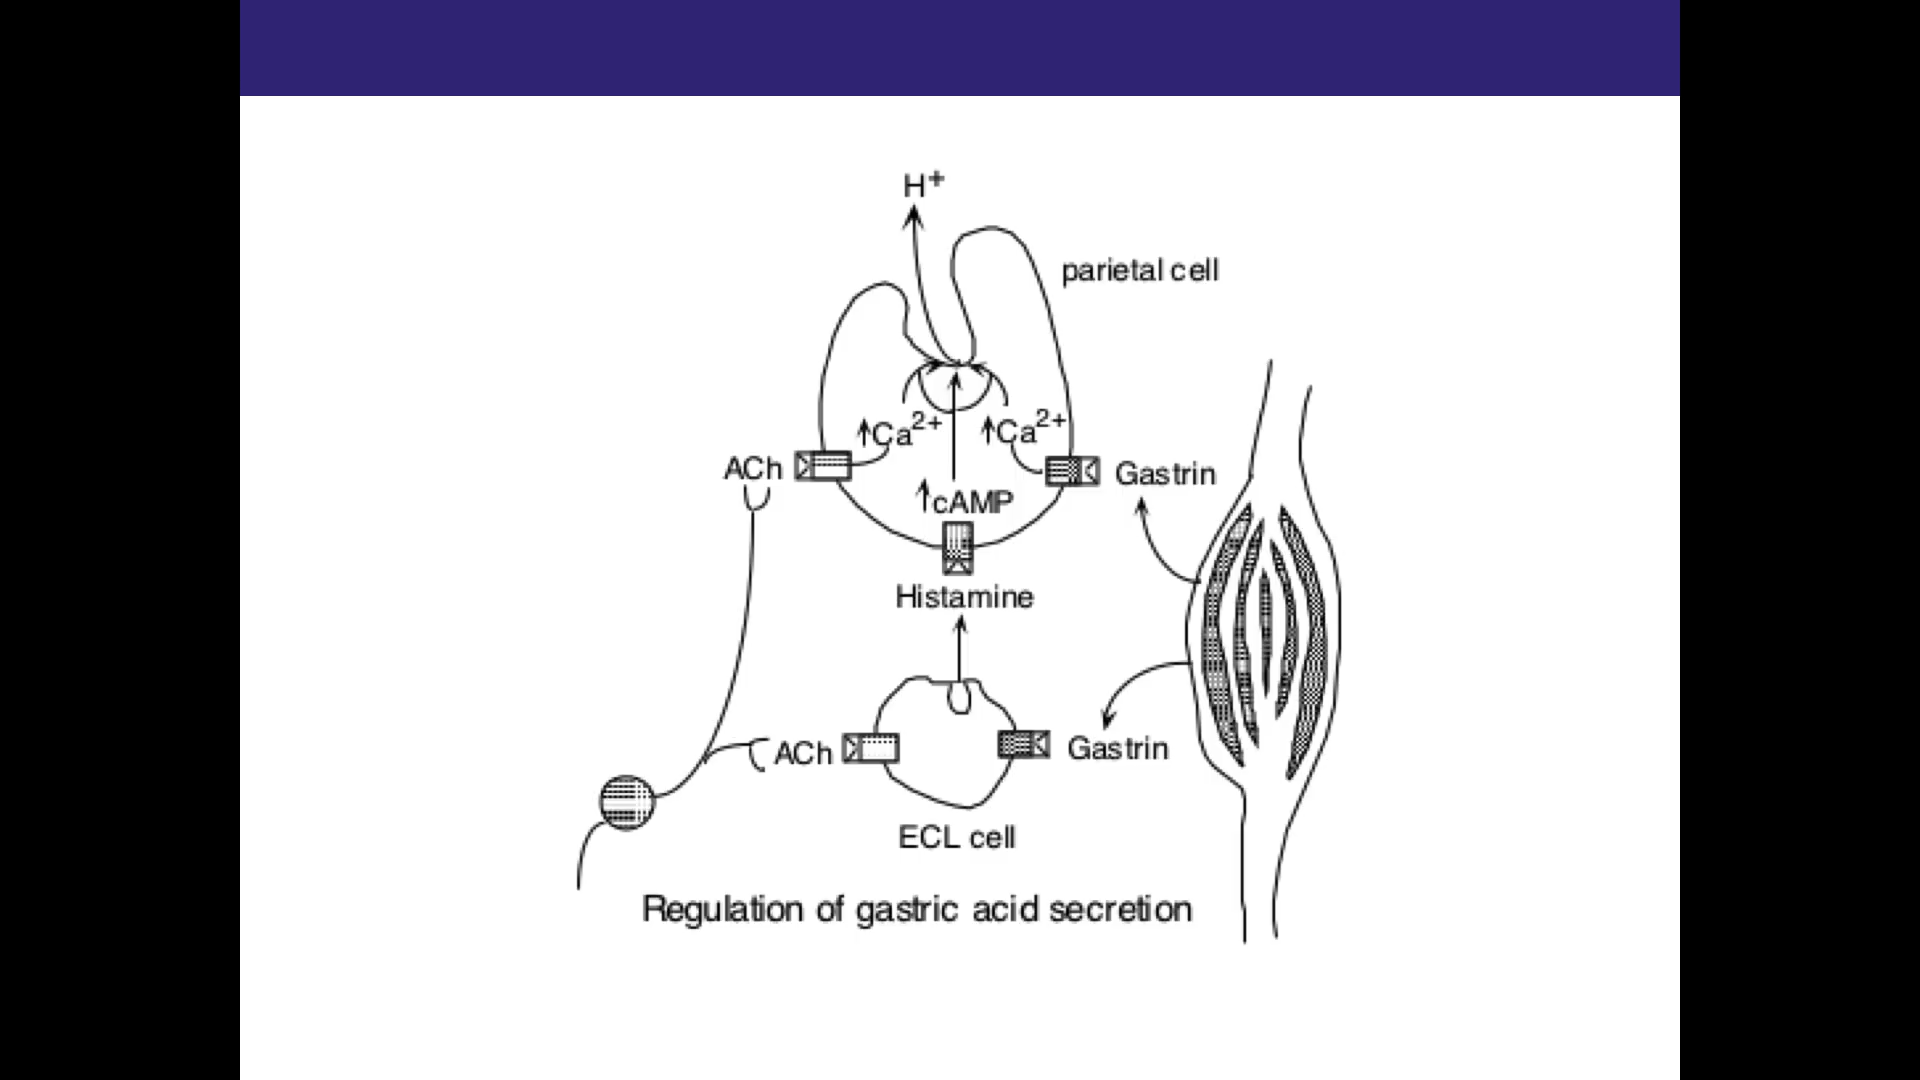 H+
parietal cell
↑Ca2+
↑Ca2+
ACh
Gastrin
↑cAMP
Histamine
ACh
Gastrin
ECL cell
Regulation of gastric acid secretion